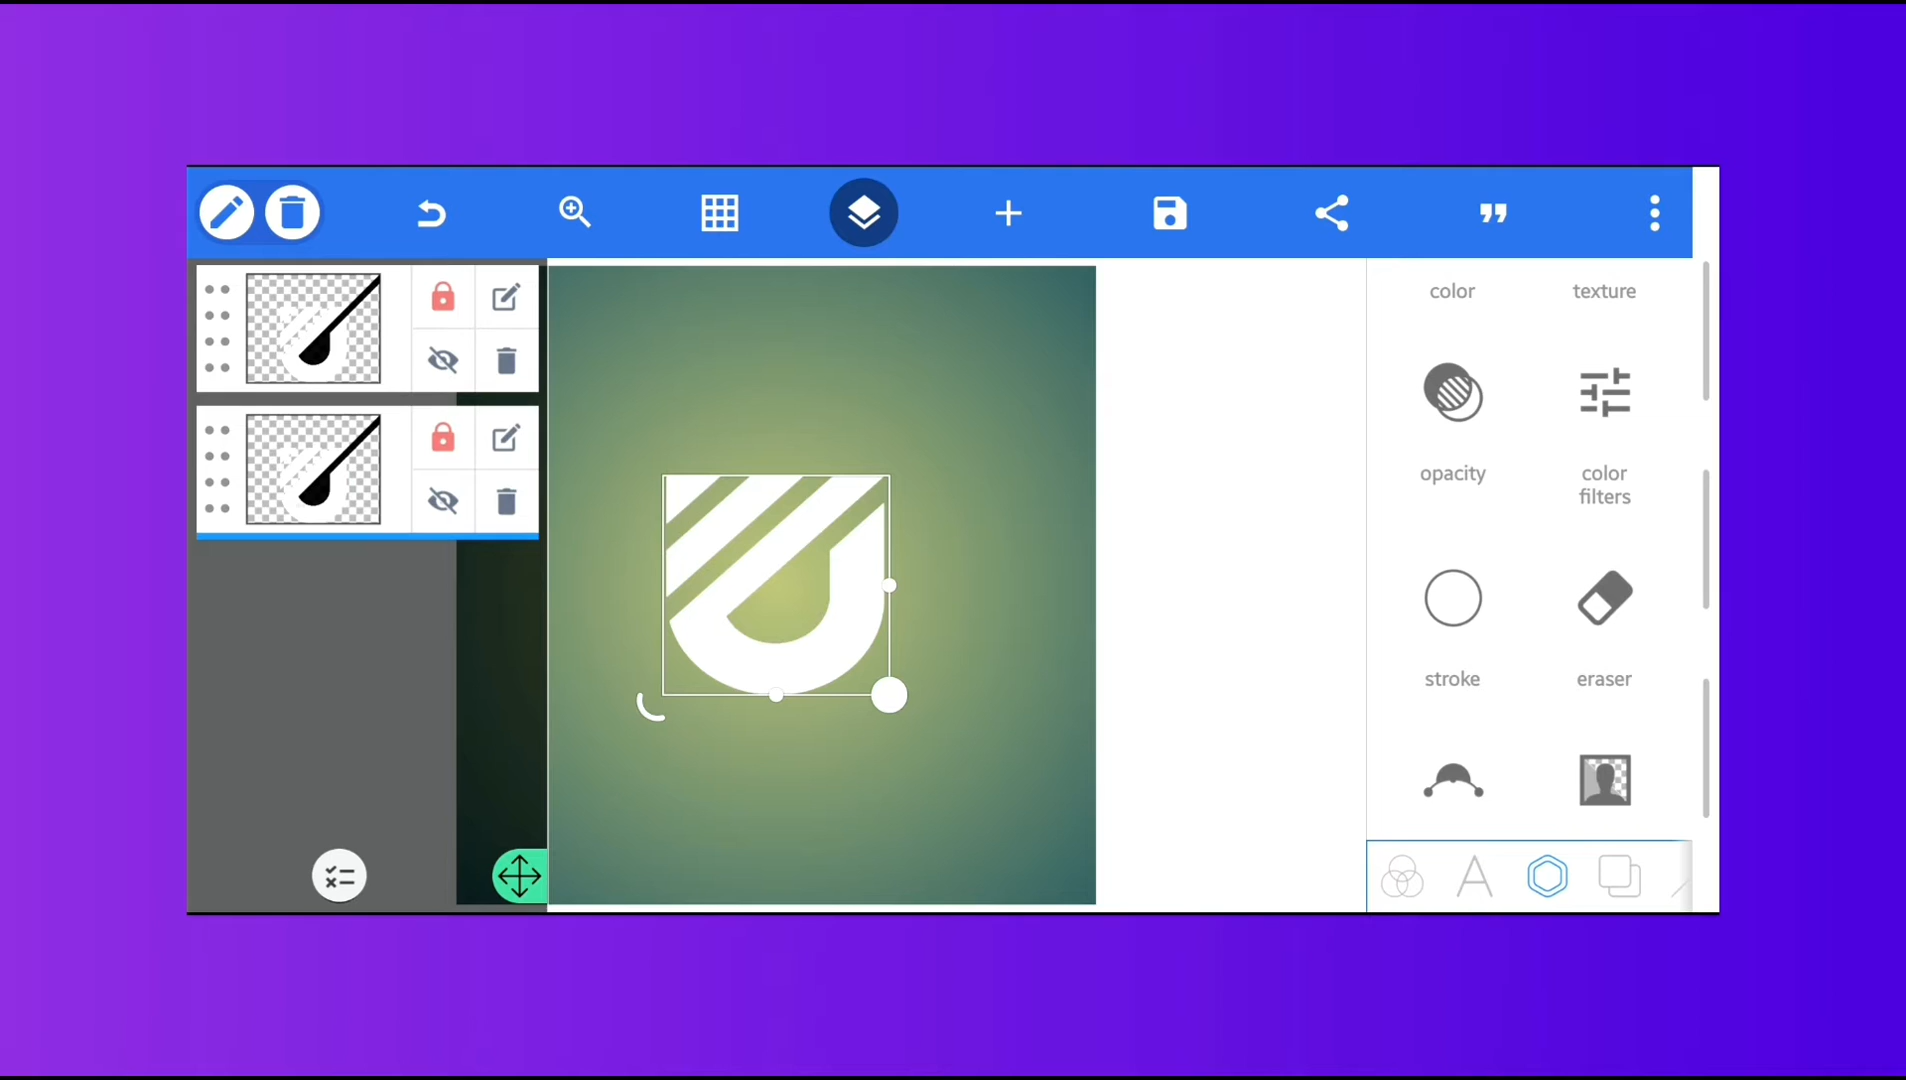 color
texture
opacity
color
filters
stroke
eraser